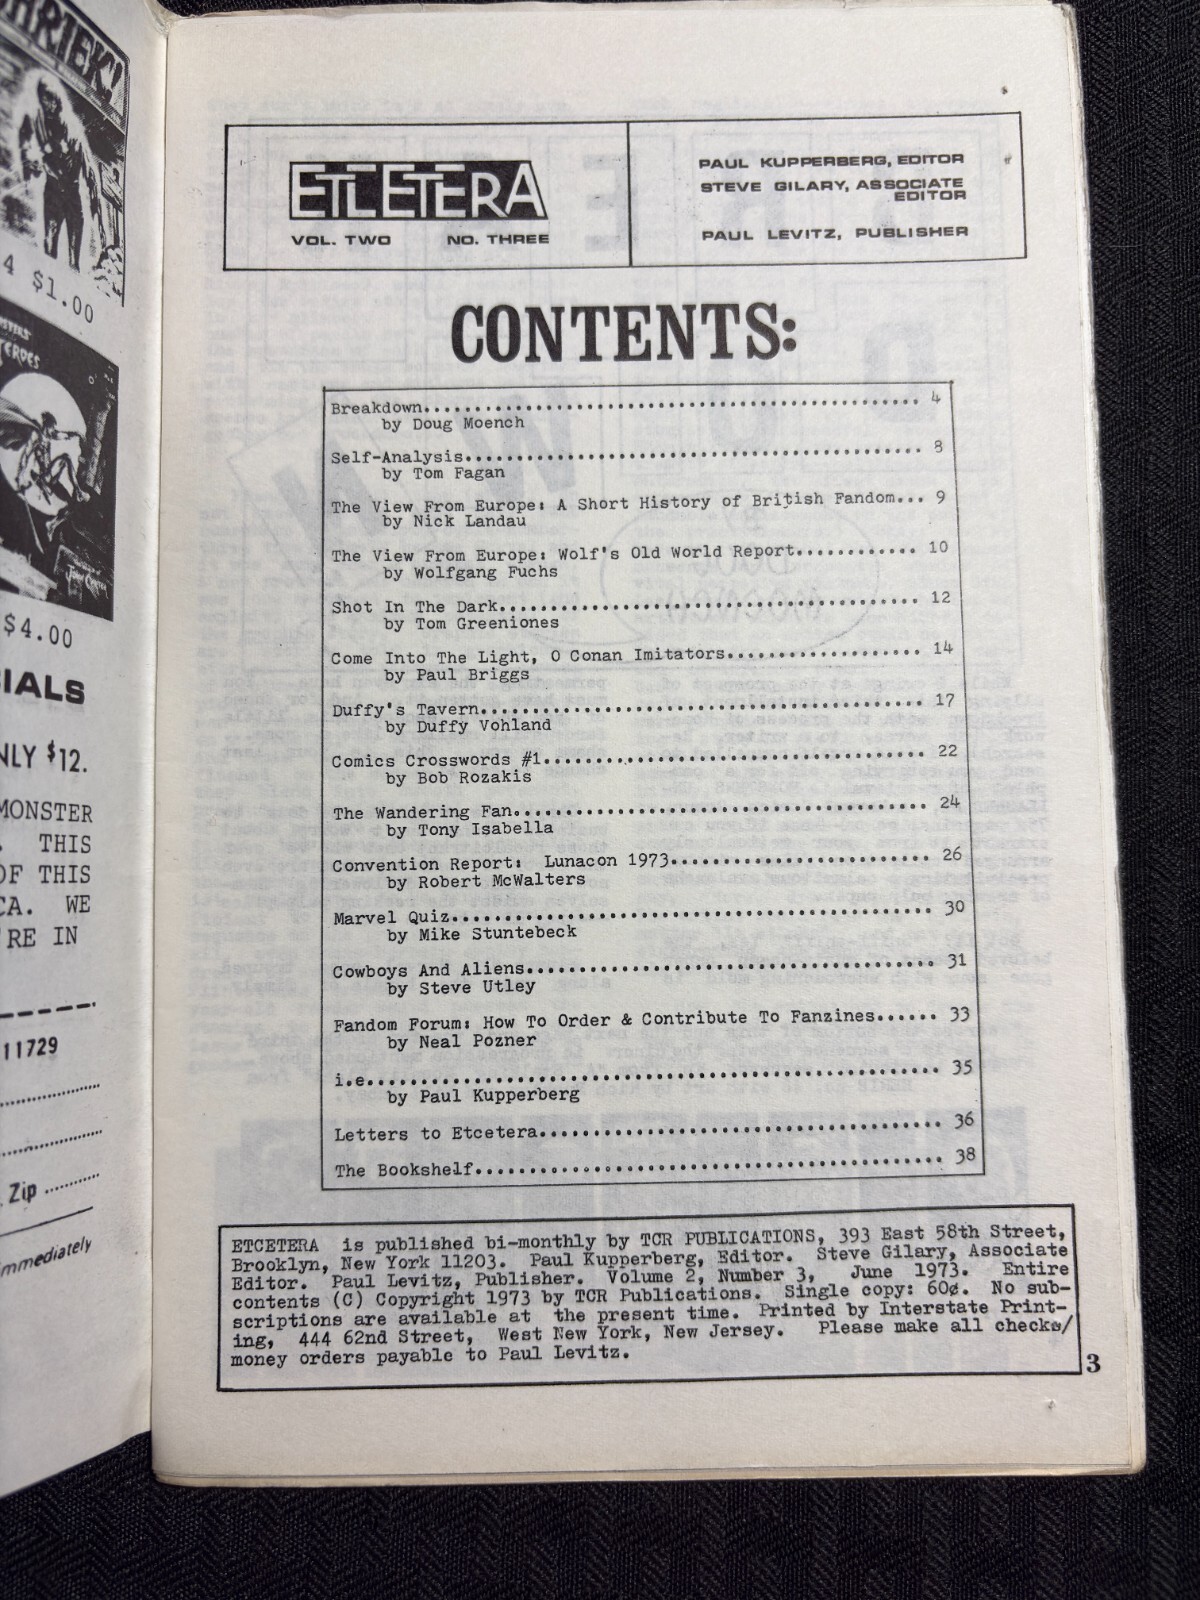 $1.00
$4.00
NLY $12.
MONSTER
THIS
OF THIS
CA. WE
'RE IN
11729
Zip
mmediately
ETCETERA
VOL. TWO NO. THREE
PAUL KUPPERBERG, EDITOR
STEVE GILARY, ASSOCIATE
EDITOR
PAUL LEVITZ, PUBLISHER
CONTENTS:
Breakdown................................................. 4
by Doug Moench
Self-Analysis............................................. 8
by Tom Fagan
The View From Europe: A Short History of British Fandom... 9
by Nick Landau
The View From Europe: Wolf's Old World Report............ 10
by Wolfgang Fuchs
Shot In The Dark......................................... 12
by Tom Greeniones
Come Into The Light, O Conan Imitators................... 14
by Paul Briggs
Duffy's Tavern........................................... 17
by Duffy Vohland
Comics Crosswords #1..................................... 22
by Bob Rozakis
The Wandering Fan........................................ 24
by Tony Isabella
Convention Report: Lunacon 1973.......................... 26
by Robert McWalters
Marvel Quiz.............................................. 30
by Mike Stuntebeck
Cowboys And Aliens....................................... 31
by Steve Utley
Fandom Forum: How To Order & Contribute To Fanzines...... 33
by Neal Pozner
i.e...................................................... 35
by Paul Kupperberg
Letters to Etcetera...................................... 36
The Bookshelf............................................ 38
ETCETERA is published bi-monthly by TCR PUBLICATIONS, 393 East 58th Street,
Brooklyn, New York 11203. Paul Kupperberg, Editor. Steve Gilary, Associate
Editor. Paul Levitz, Publisher. Volume 2, Number 3, June 1973. Entire
contents (C) Copyright 1973 by TCR Publications. Single copy: 60¢. No sub-
scriptions are available at the present time. Printed by Interstate Print-
ing, 444 62nd Street, West New York, New Jersey. Please make all checks/
money orders payable to Paul Levitz.
3